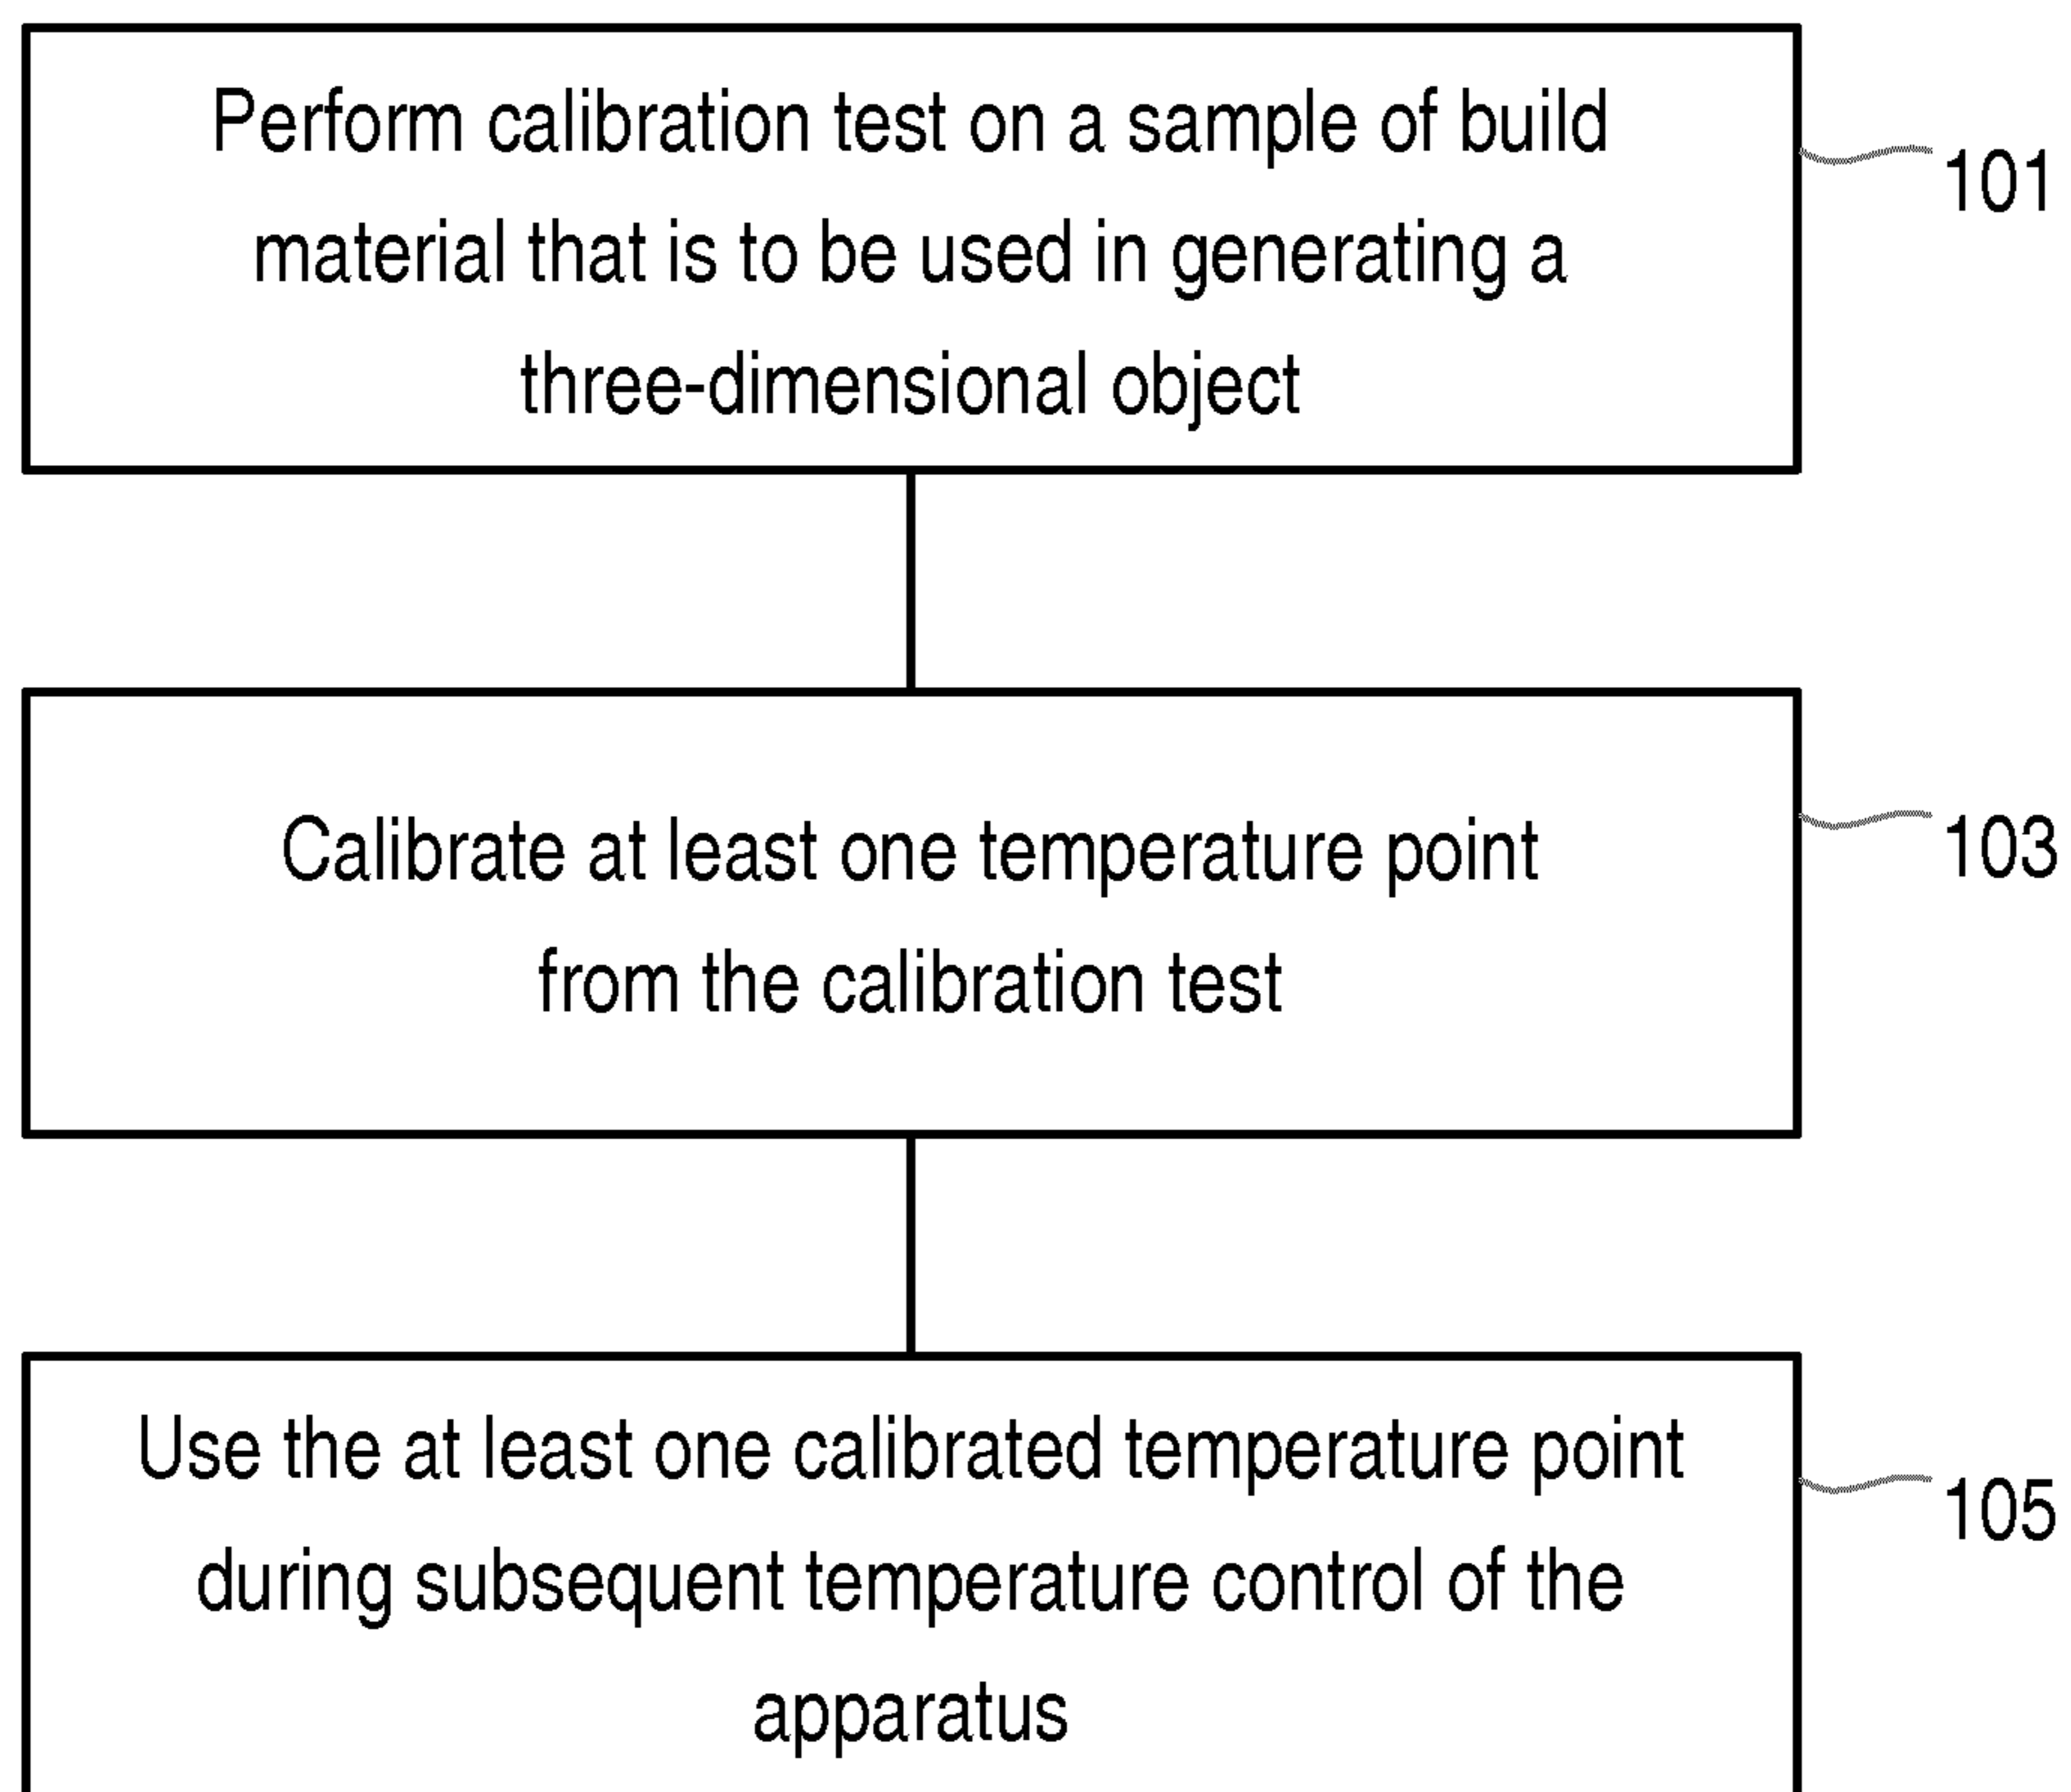 Perform calibration test on a sample of build
101
material that is to be used in generating a
three-dimensional object
Calibrate at least one temperature point
103
from the calibration test
Use the at least one calibrated temperature point
105
during subsequent temperature control of the
apparatus